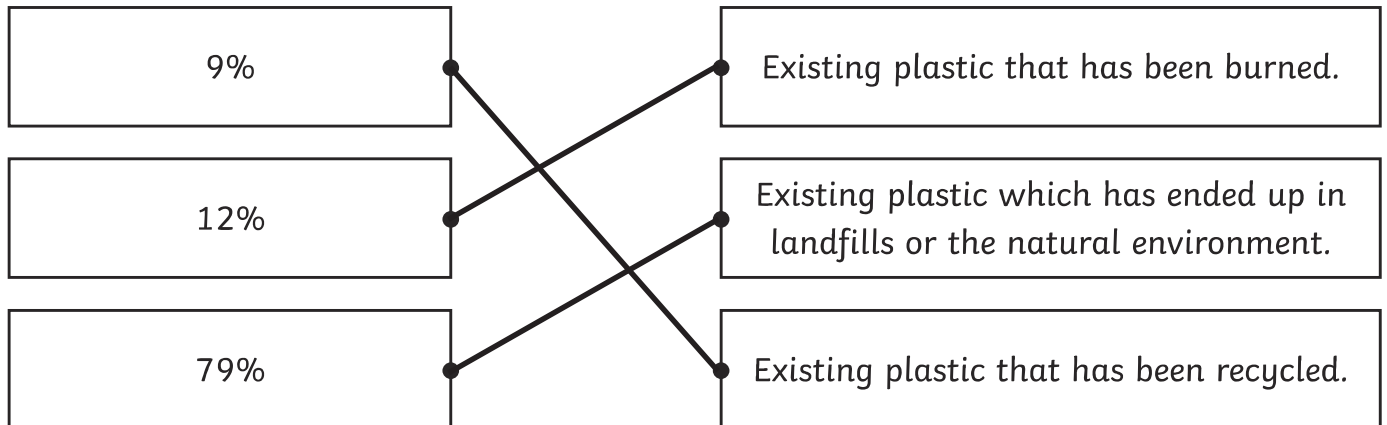 9%
Existing plastic that has been burned.
12%
Existing plastic which has ended up in
landfills or the natural environment.
79%
Existing plastic that has been recycled.